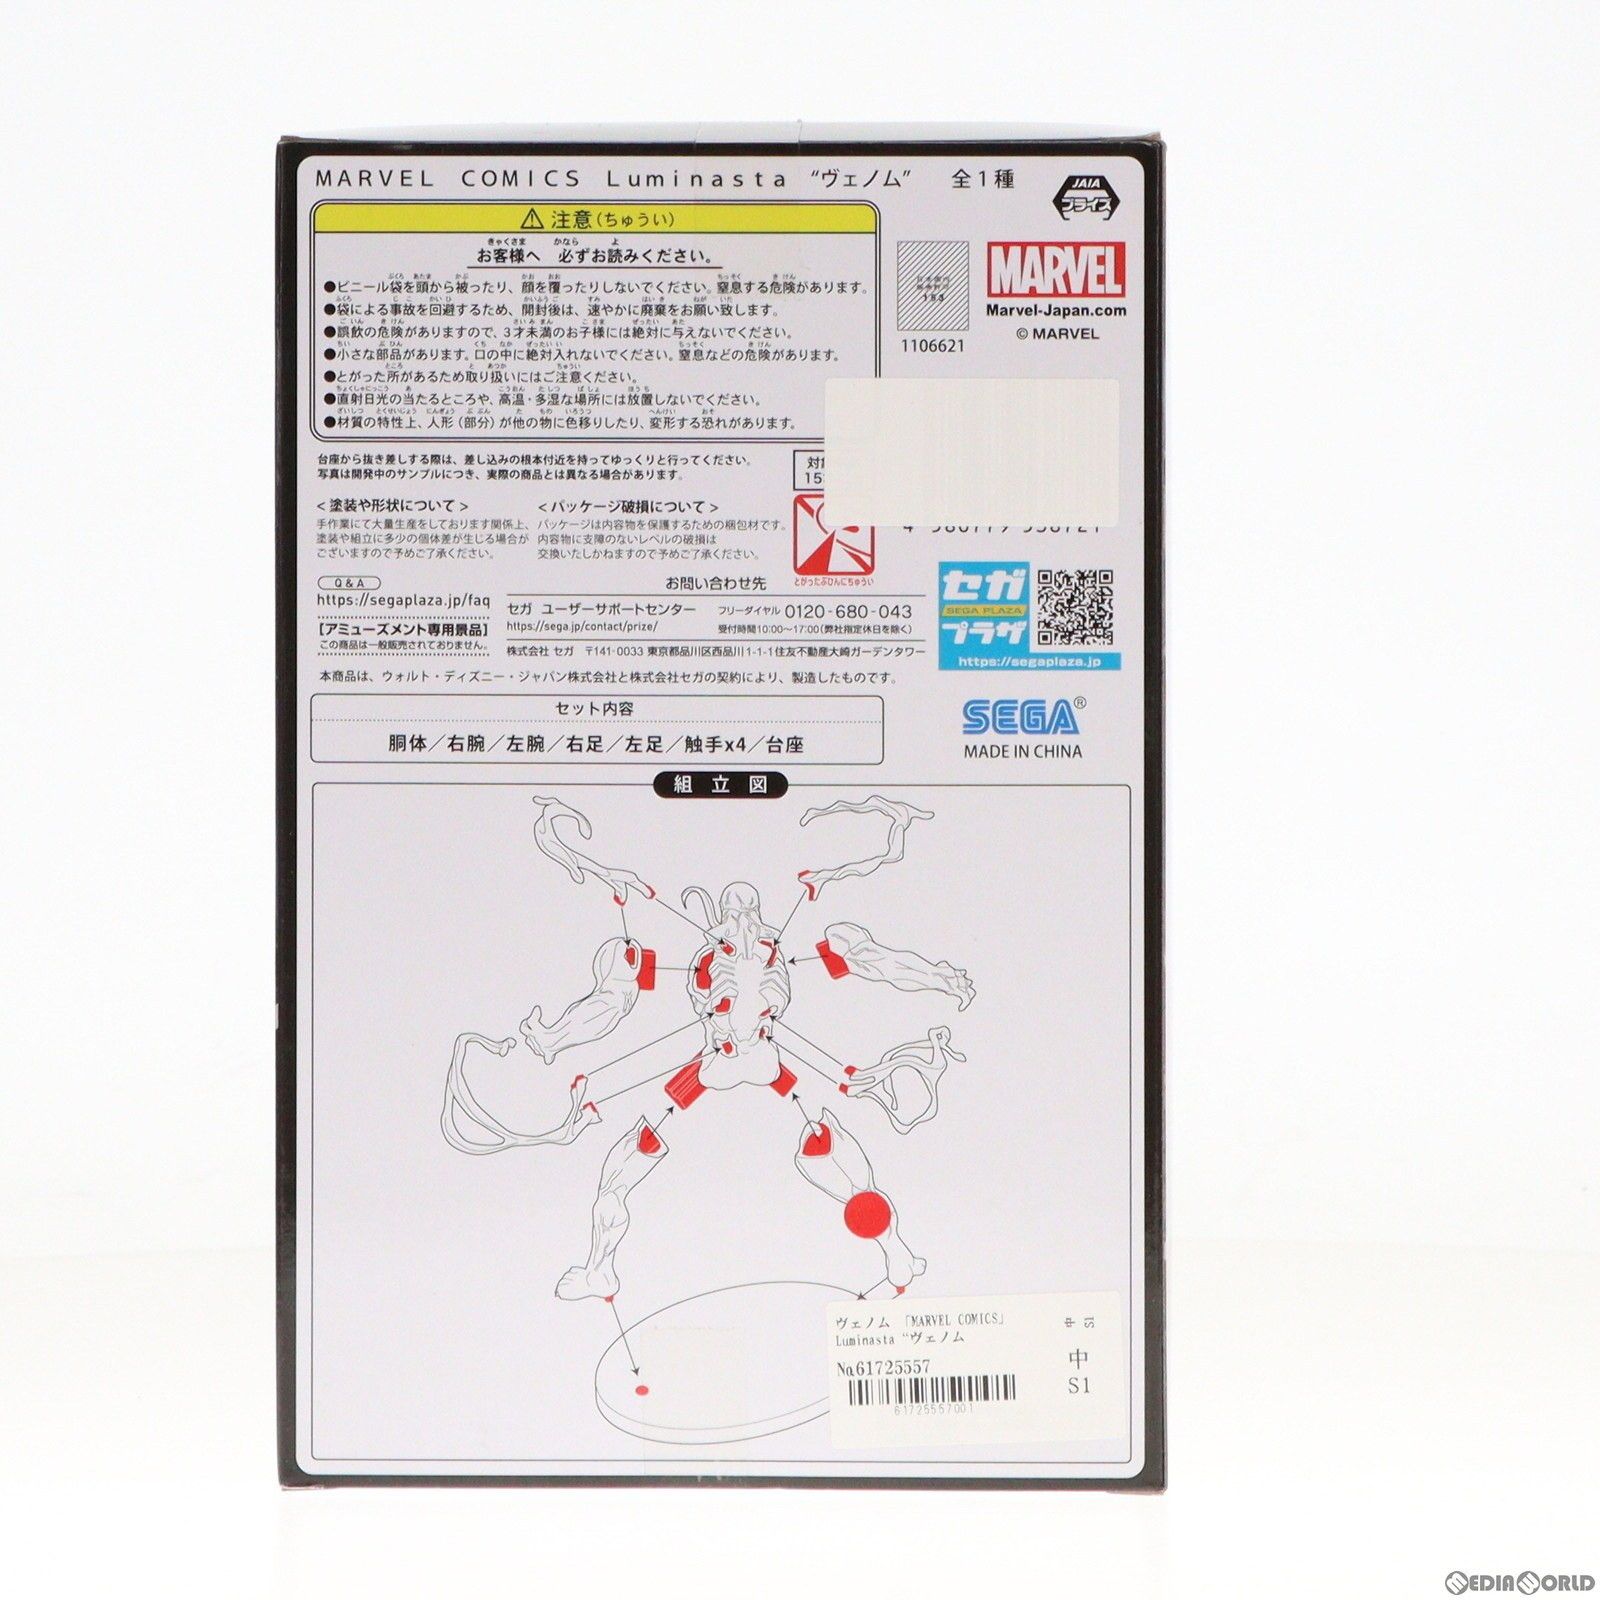 MARVEL COMICS Luminasta “ヴェノム” 全1種
JAIA
プライズ
⚠注意(ちゅうい)
お客様へ 必ずお読みください。
●ビニール袋を頭から被ったり、顔を覆ったりしないでください。窒息する危険があります。
●袋による事故を回避するため、開封後は、速やかに廃棄をお願い致します。
●誤飲の危険がありますので、3才未満のお子様には絶対に与えないでください。
●小さな部品があります。口の中に絶対入れないでください。窒息などの危険があります。
●とがった所があるため取り扱いにはご注意ください。
●直射日光の当たるところや、高温・多湿な場所には放置しないでください。
●材質の特性上、人形(部分)が他の物に色移りしたり、変形する恐れがあります。
153
1106621
MARVEL
Marvel-Japan.com
© MARVEL
台座から抜き差しする際は、差し込みの根本付近を持ってゆっくりと行ってください。
写真は開発中のサンプルにつき、実際の商品とは異なる場合があります。
対
15
<塗装や形状について>
手作業にて大量生産をしております関係上、
塗装や組立に多少の個体差が生じる場合が
ございますので予めご了承ください。
<パッケージ破損について>
パッケージは内容物を保護するための梱包材です。
内容物に支障のないレベルの破損は
交換いたしかねますので予めご了承ください。
とがったぶひんにちゅうい
Q&A
https://segaplaza.jp/faq
【アミューズメント専用景品】
この商品は一般販売されておりません。
お問い合わせ先
セガ ユーザーサポートセンター フリーダイヤル 0120-680-043
https://sega.jp/contact/prize/ 受付時間10:00~17:00(弊社指定休日を除く)
株式会社 セガ 〒141-0033 東京都品川区西品川1-1-1住友不動産大崎ガーデンタワー
セガ
SEGA PLAZA
プラザ
https://segaplaza.jp
本商品は、ウォルト・ディズニー・ジャパン株式会社と株式会社セガの契約により、製造したものです。
セット内容
胴体/右腕/左腕/右足/左足/触手x4/台座
SEGA®
MADE IN CHINA
組立図
ヴェノム 「MARVEL COMICS」
Luminasta “ヴェノム
№61725557
61725557001
中 S1
中
S1
MEDIAWORLD